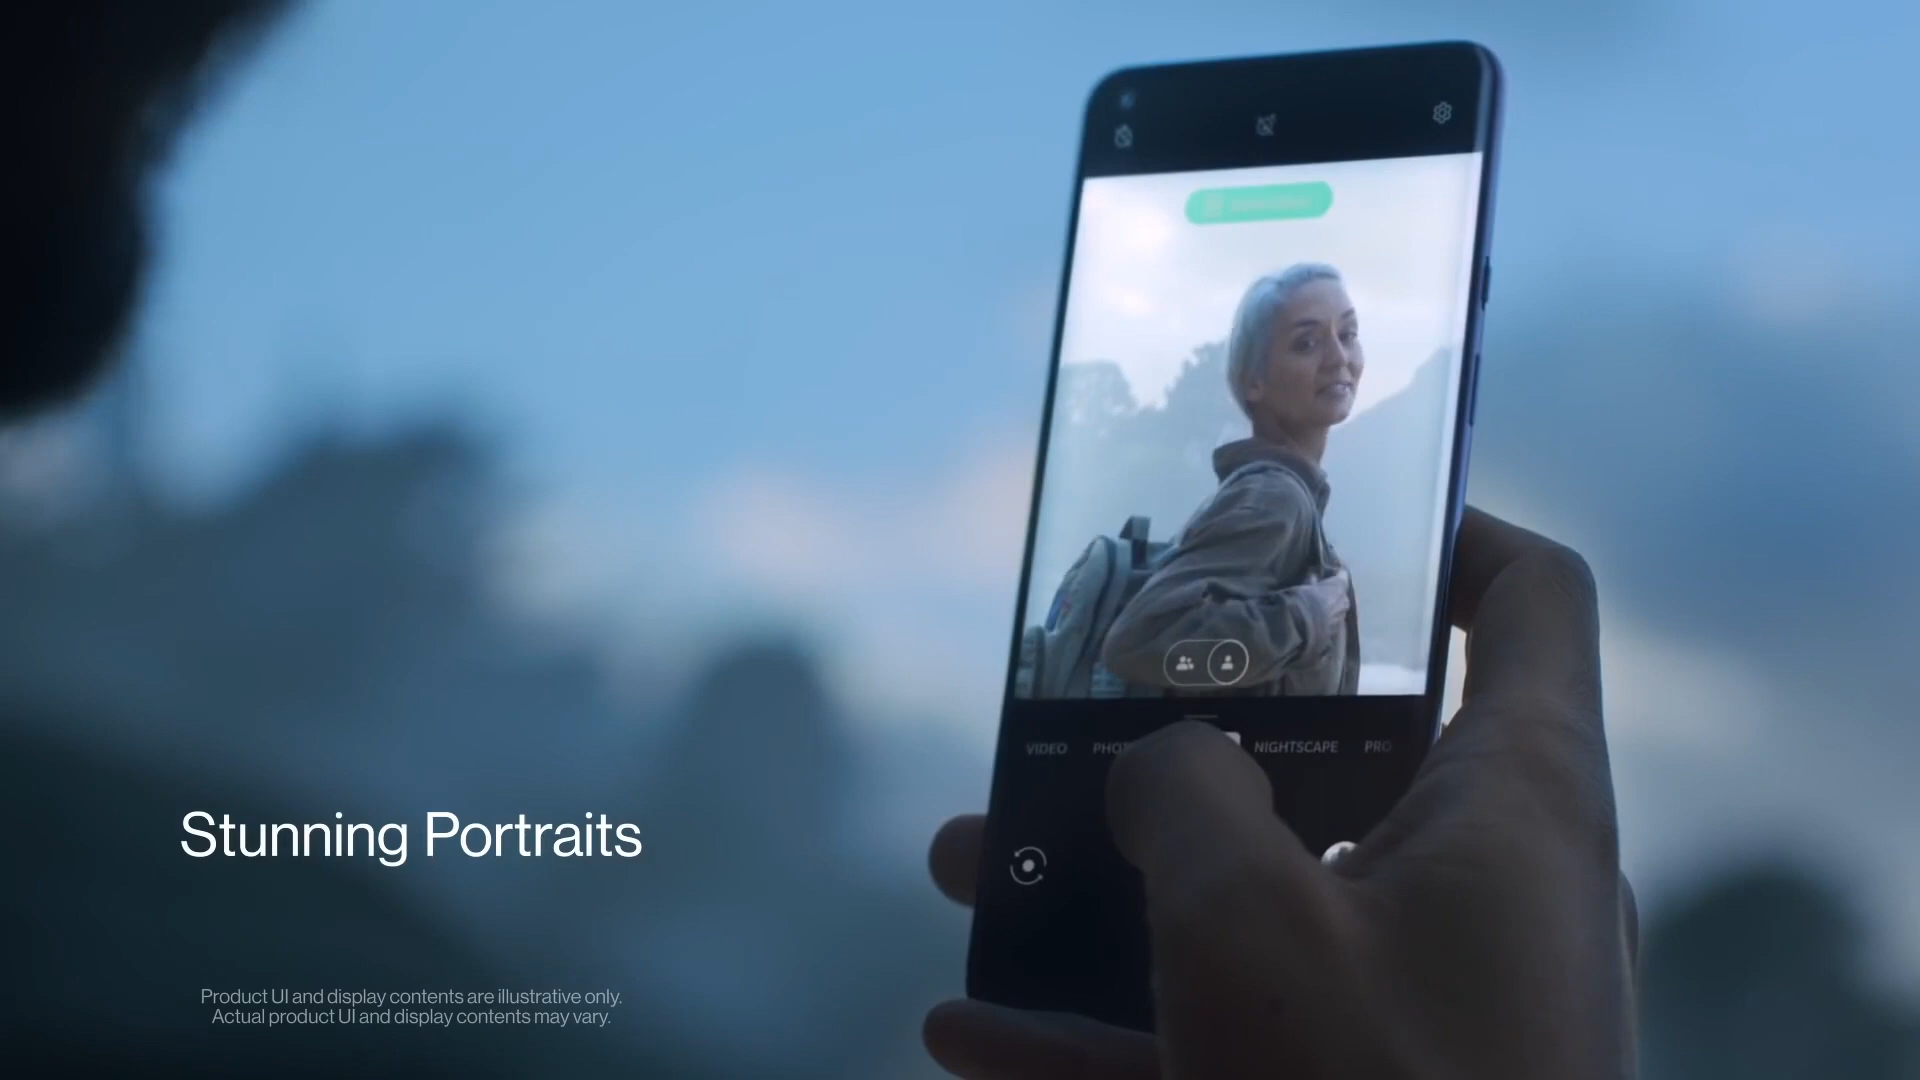 VIDEO
NIGHTSCAPE
PRO
Stunning Portraits
Product UI and display contents are illustrative only.
Actual product UI and display contents may vary.